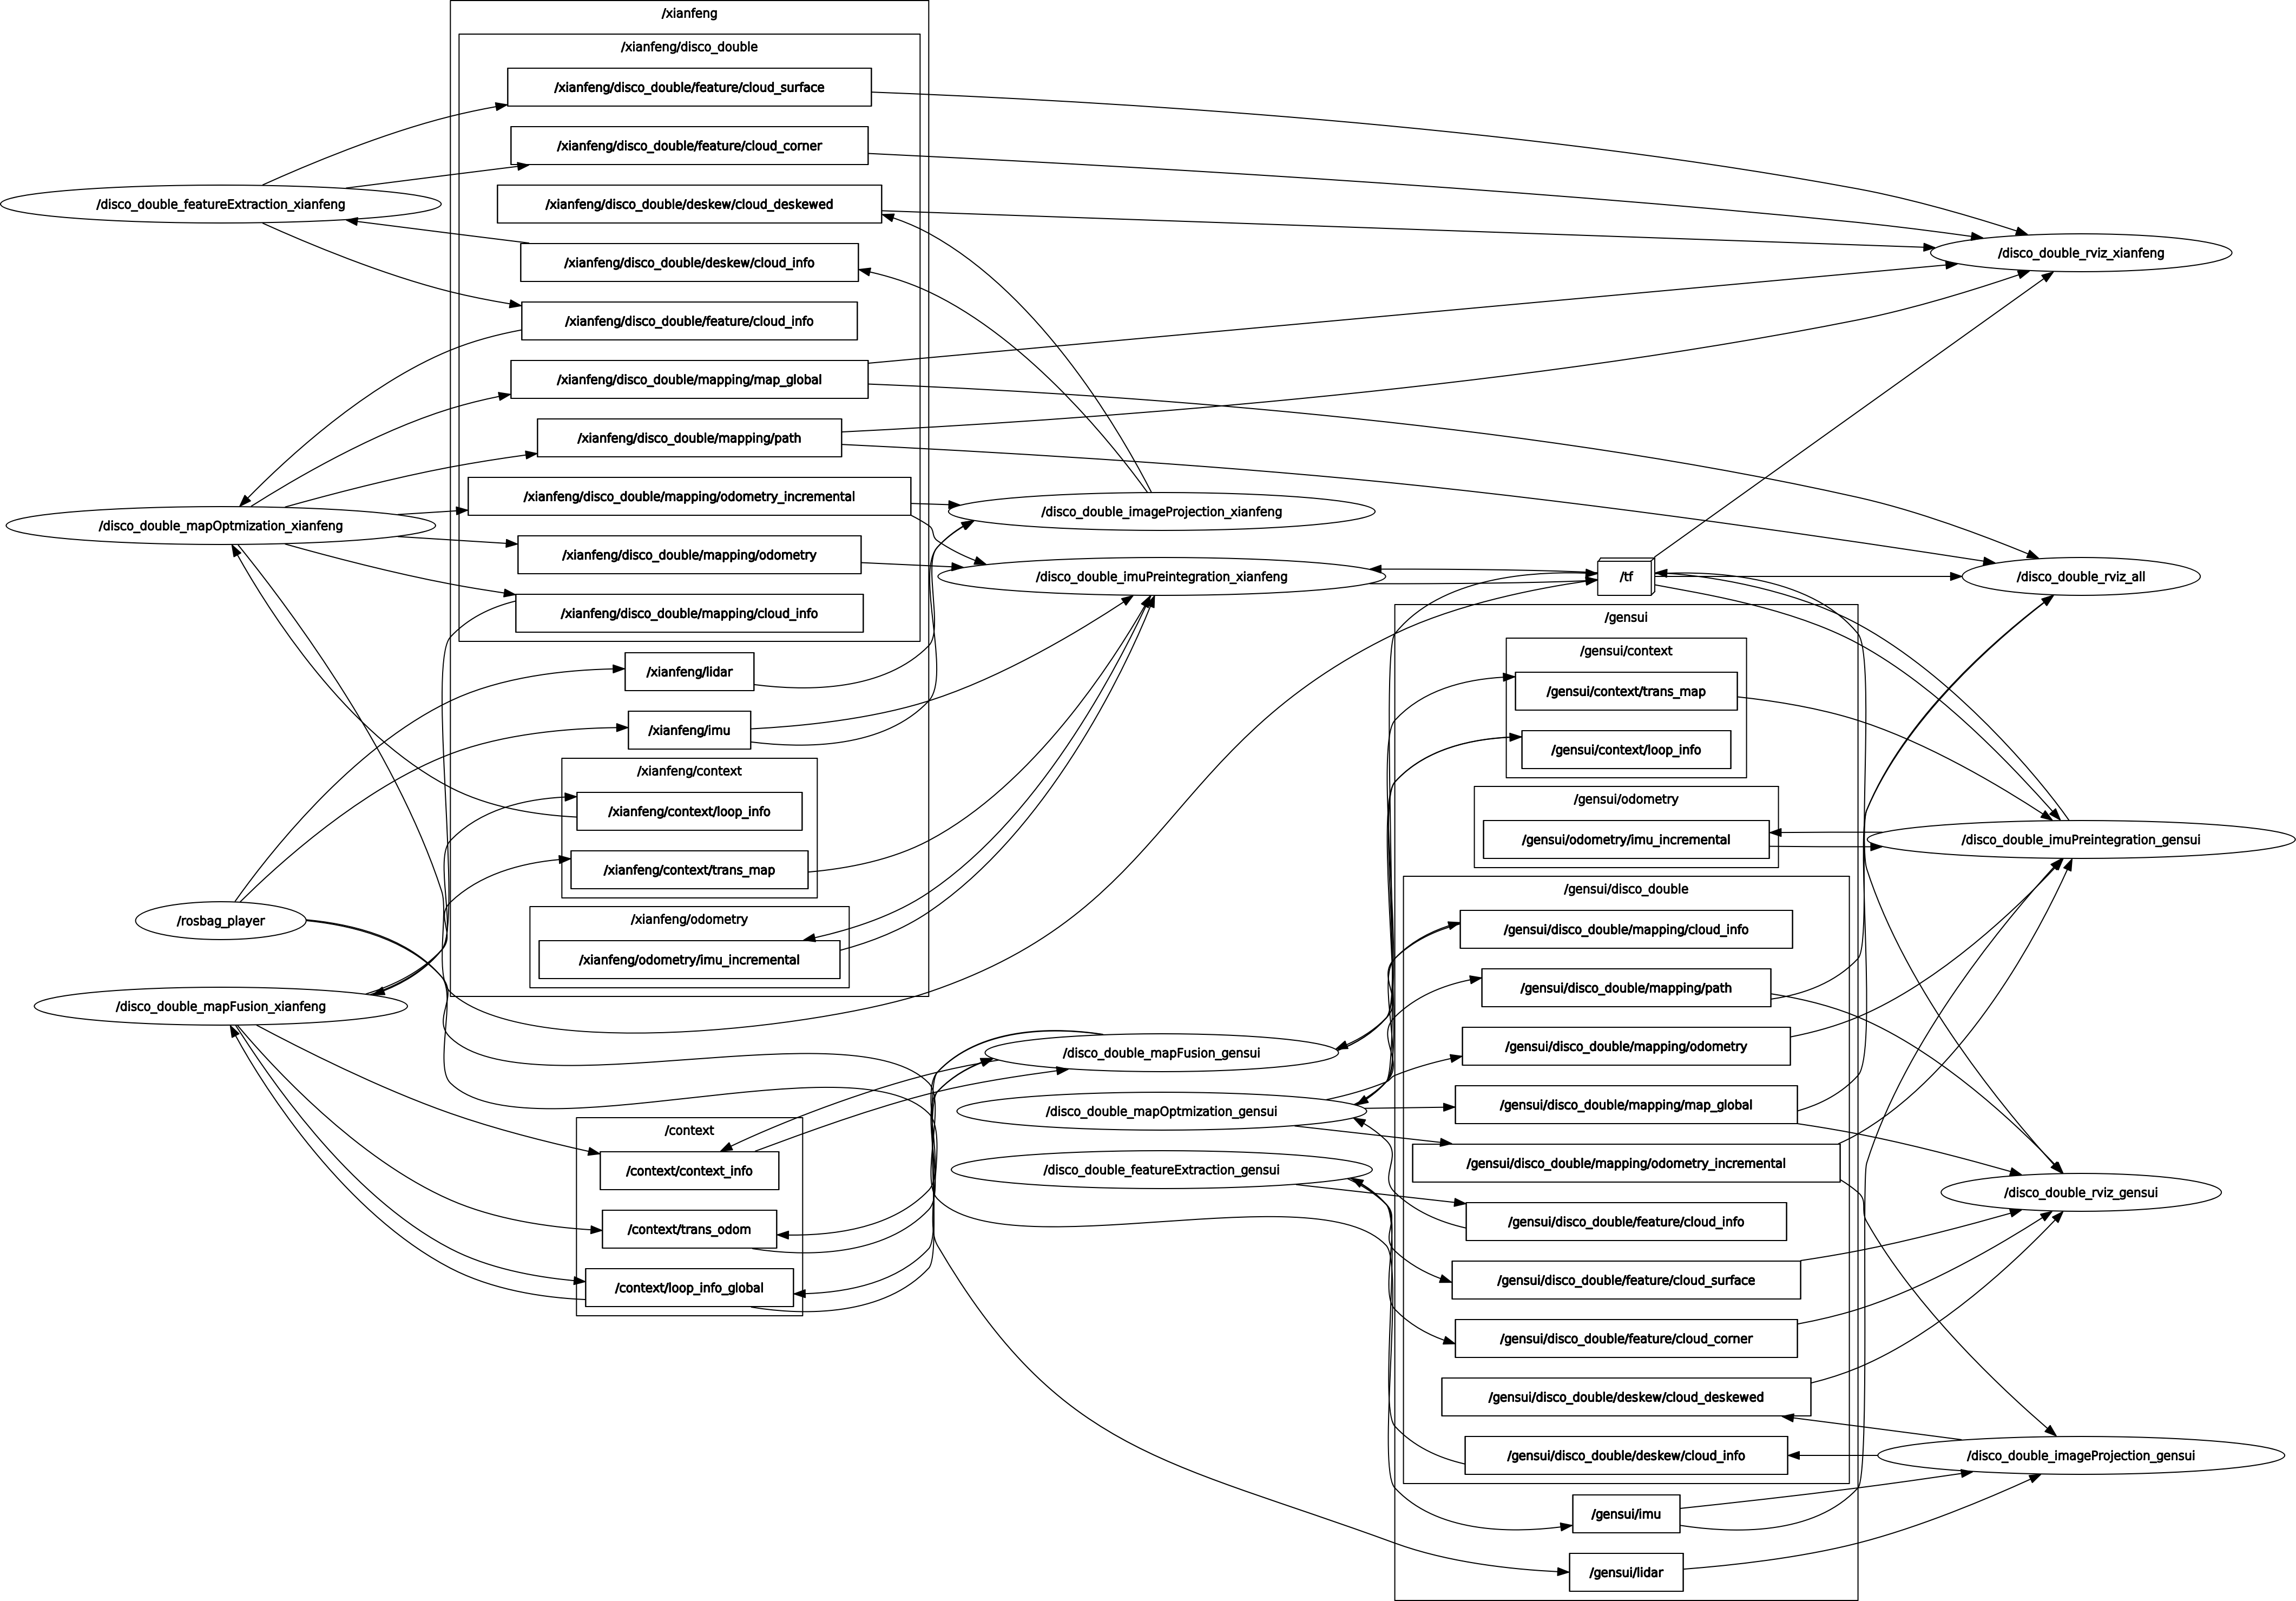 /xianfeng
/xianfeng/disco_double
/xianfeng/disco_double/feature/cloud_surface
/xianfeng/disco_double/feature/cloud_corner
/xianfeng/disco_double/deskew/cloud_deskewed
/xianfeng/disco_double/deskew/cloud_info
/xianfeng/disco_double/feature/cloud_info
/xianfeng/disco_double/mapping/map_global
/xianfeng/disco_double/mapping/path
/xianfeng/disco_double/mapping/odometry_incremental
/xianfeng/disco_double/mapping/odometry
/xianfeng/disco_double/mapping/cloud_info
/xianfeng/lidar
/xianfeng/imu
/xianfeng/context
/xianfeng/context/loop_info
/xianfeng/context/trans_map
/xianfeng/odometry
/xianfeng/odometry/imu_incremental
/disco_double_featureExtraction_xianfeng
/disco_double_mapOptmization_xianfeng
/rosbag_player
/disco_double_mapFusion_xianfeng
/context
/context/context_info
/context/trans_odom
/context/loop_info_global
/disco_double_imageProjection_xianfeng
/disco_double_imuPreintegration_xianfeng
/disco_double_mapFusion_gensui
/disco_double_mapOptmization_gensui
/disco_double_featureExtraction_gensui
/tf
/gensui
/gensui/context
/gensui/context/trans_map
/gensui/context/loop_info
/gensui/odometry
/gensui/odometry/imu_incremental
/gensui/disco_double
/gensui/disco_double/mapping/cloud_info
/gensui/disco_double/mapping/path
/gensui/disco_double/mapping/odometry
/gensui/disco_double/mapping/map_global
/gensui/disco_double/mapping/odometry_incremental
/gensui/disco_double/feature/cloud_info
/gensui/disco_double/feature/cloud_surface
/gensui/disco_double/feature/cloud_corner
/gensui/disco_double/deskew/cloud_deskewed
/gensui/disco_double/deskew/cloud_info
/gensui/imu
/gensui/lidar
/disco_double_rviz_xianfeng
/disco_double_rviz_all
/disco_double_imuPreintegration_gensui
/disco_double_rviz_gensui
/disco_double_imageProjection_gensui